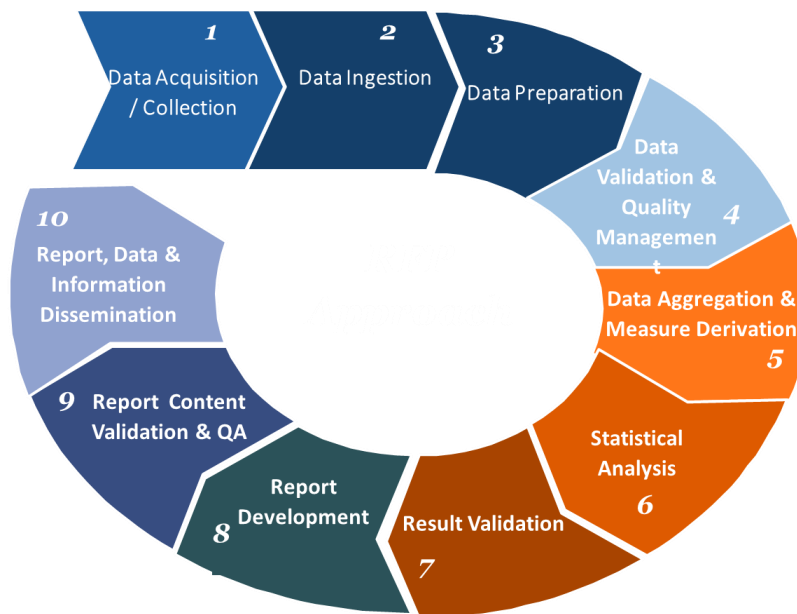 1
Data Acquisition
/ Collection
2
Data Ingestion
3
Data Preparation
Data
Validation &
Quality
Managemen
t
4
Data Aggregation &
Measure Derivation
5
Statistical
Analysis
6
Result Validation
7
Report
Development
8
9
Report Content
Validation & QA
10
Report, Data &
Information
Dissemination